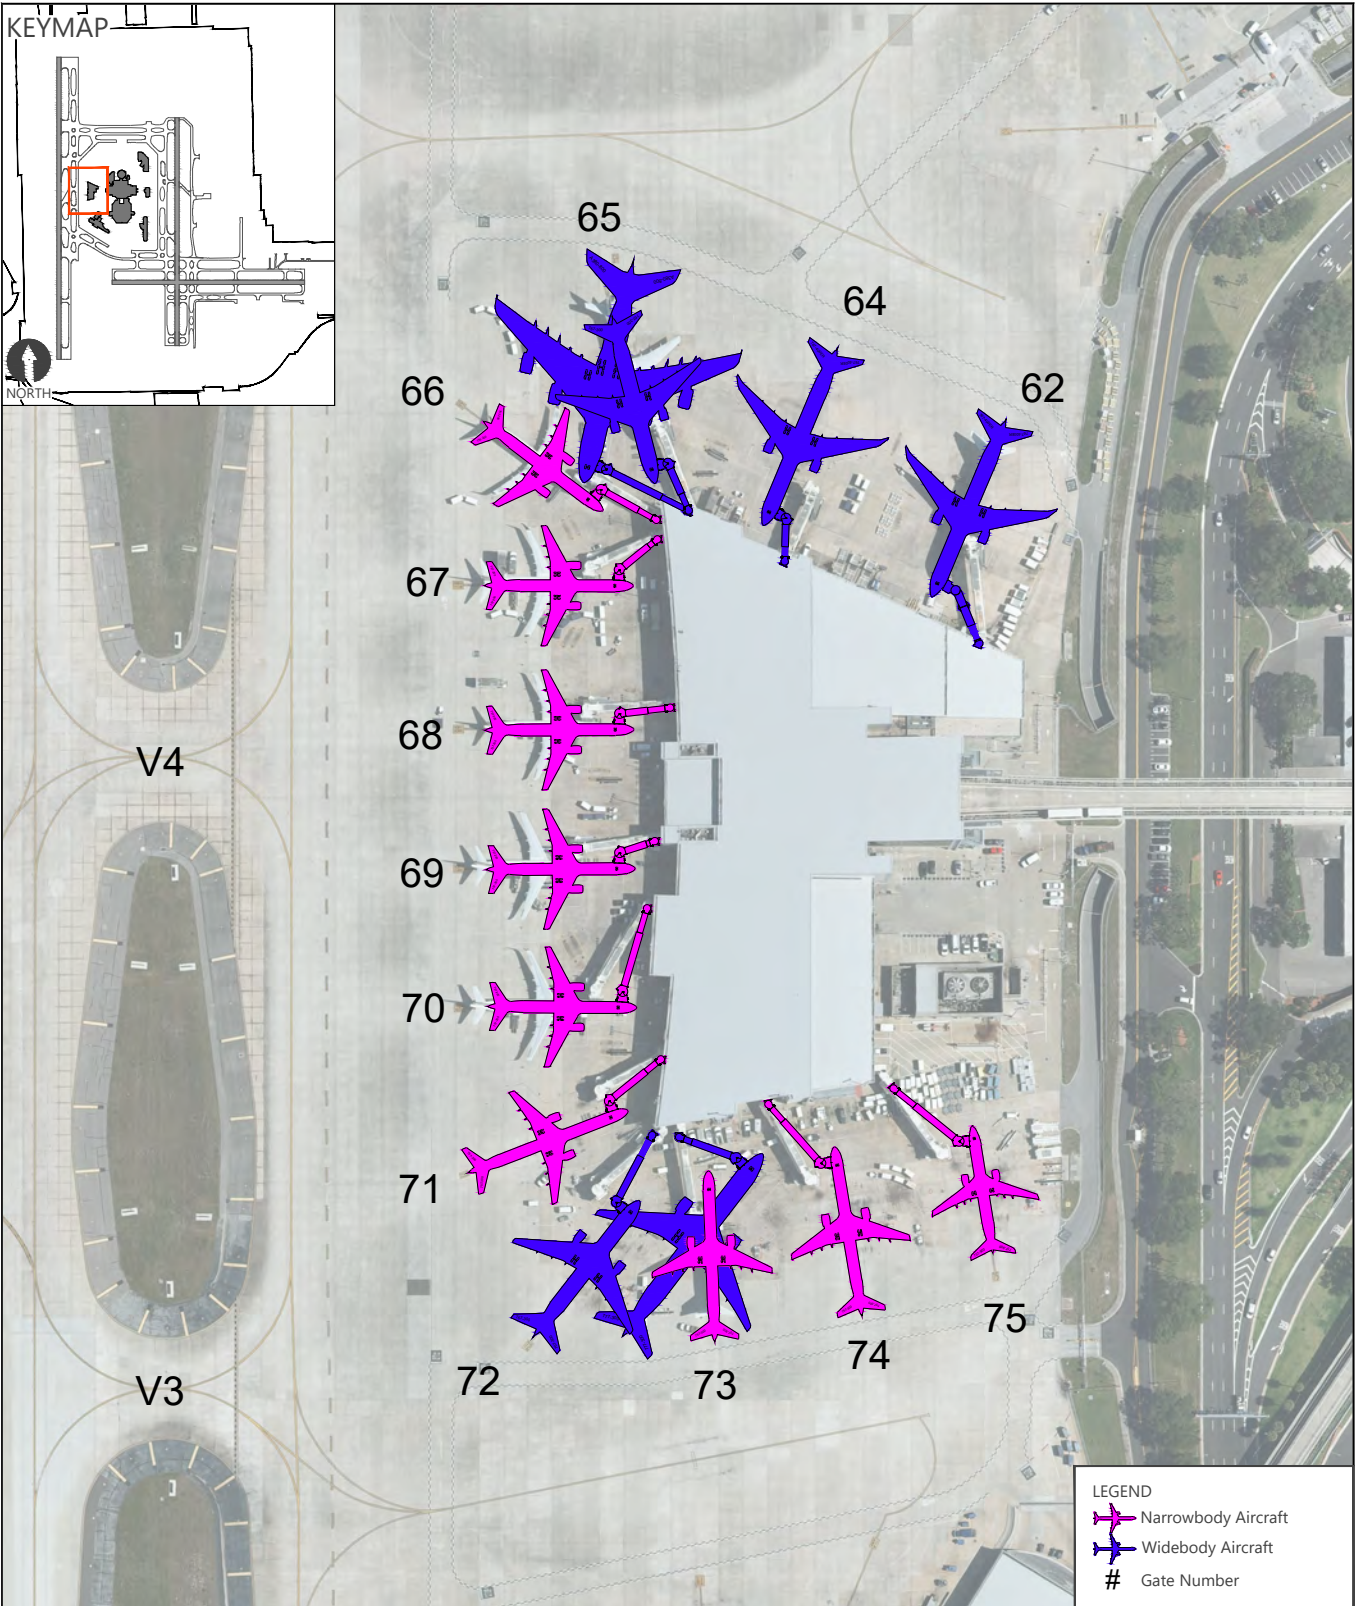 KEYMAP
NORTH
65
64
62
66
67
68
V4
69
70
71
75
74
72
73
V3
LEGEND
Narrowbody Aircraft
Widebody Aircraft
# Gate Number